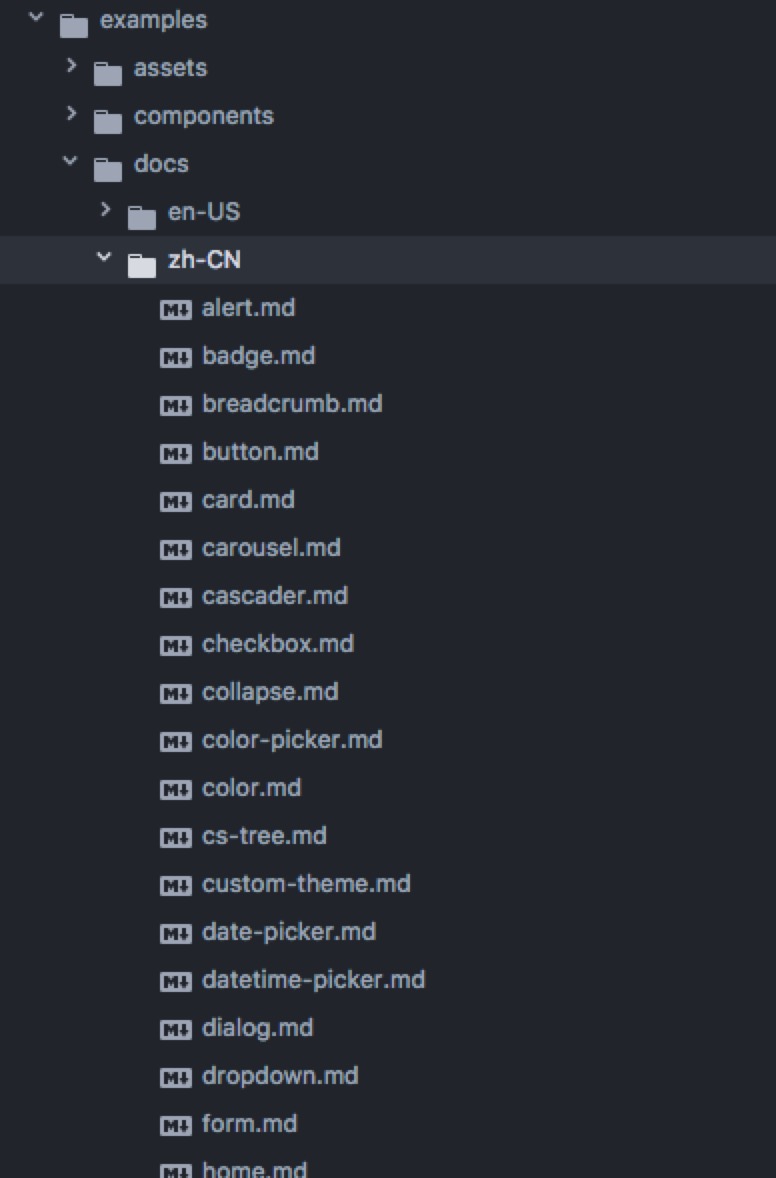 examples
assets
components
docs
en-US
zh-CN
alert.md
badge.md
breadcrumb.md
button.md
card.md
carousel.md
cascader.md
checkbox.md
collapse.md
color-picker.md
color.md
cs-tree.md
custom-theme.md
date-picker.md
datetime-picker.md
dialog.md
dropdown.md
form.md
home.md